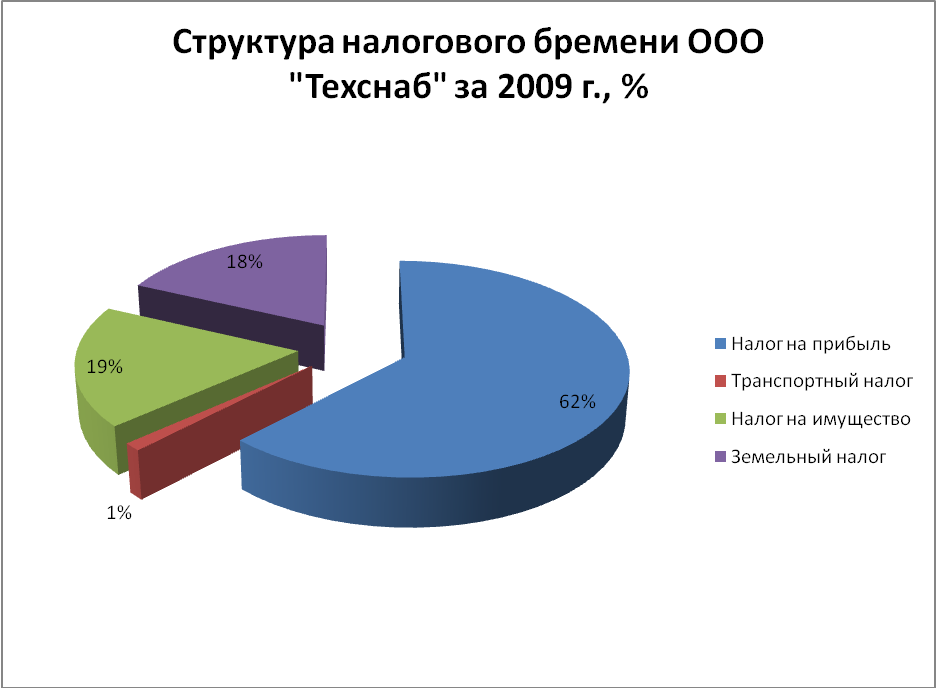 Структура налогового бремени ООО
"Техснаб" за 2009 г., %
18%
19%
62%
1%
Налог на прибыль
Транспортный налог
Налог на имущество
Земельный налог